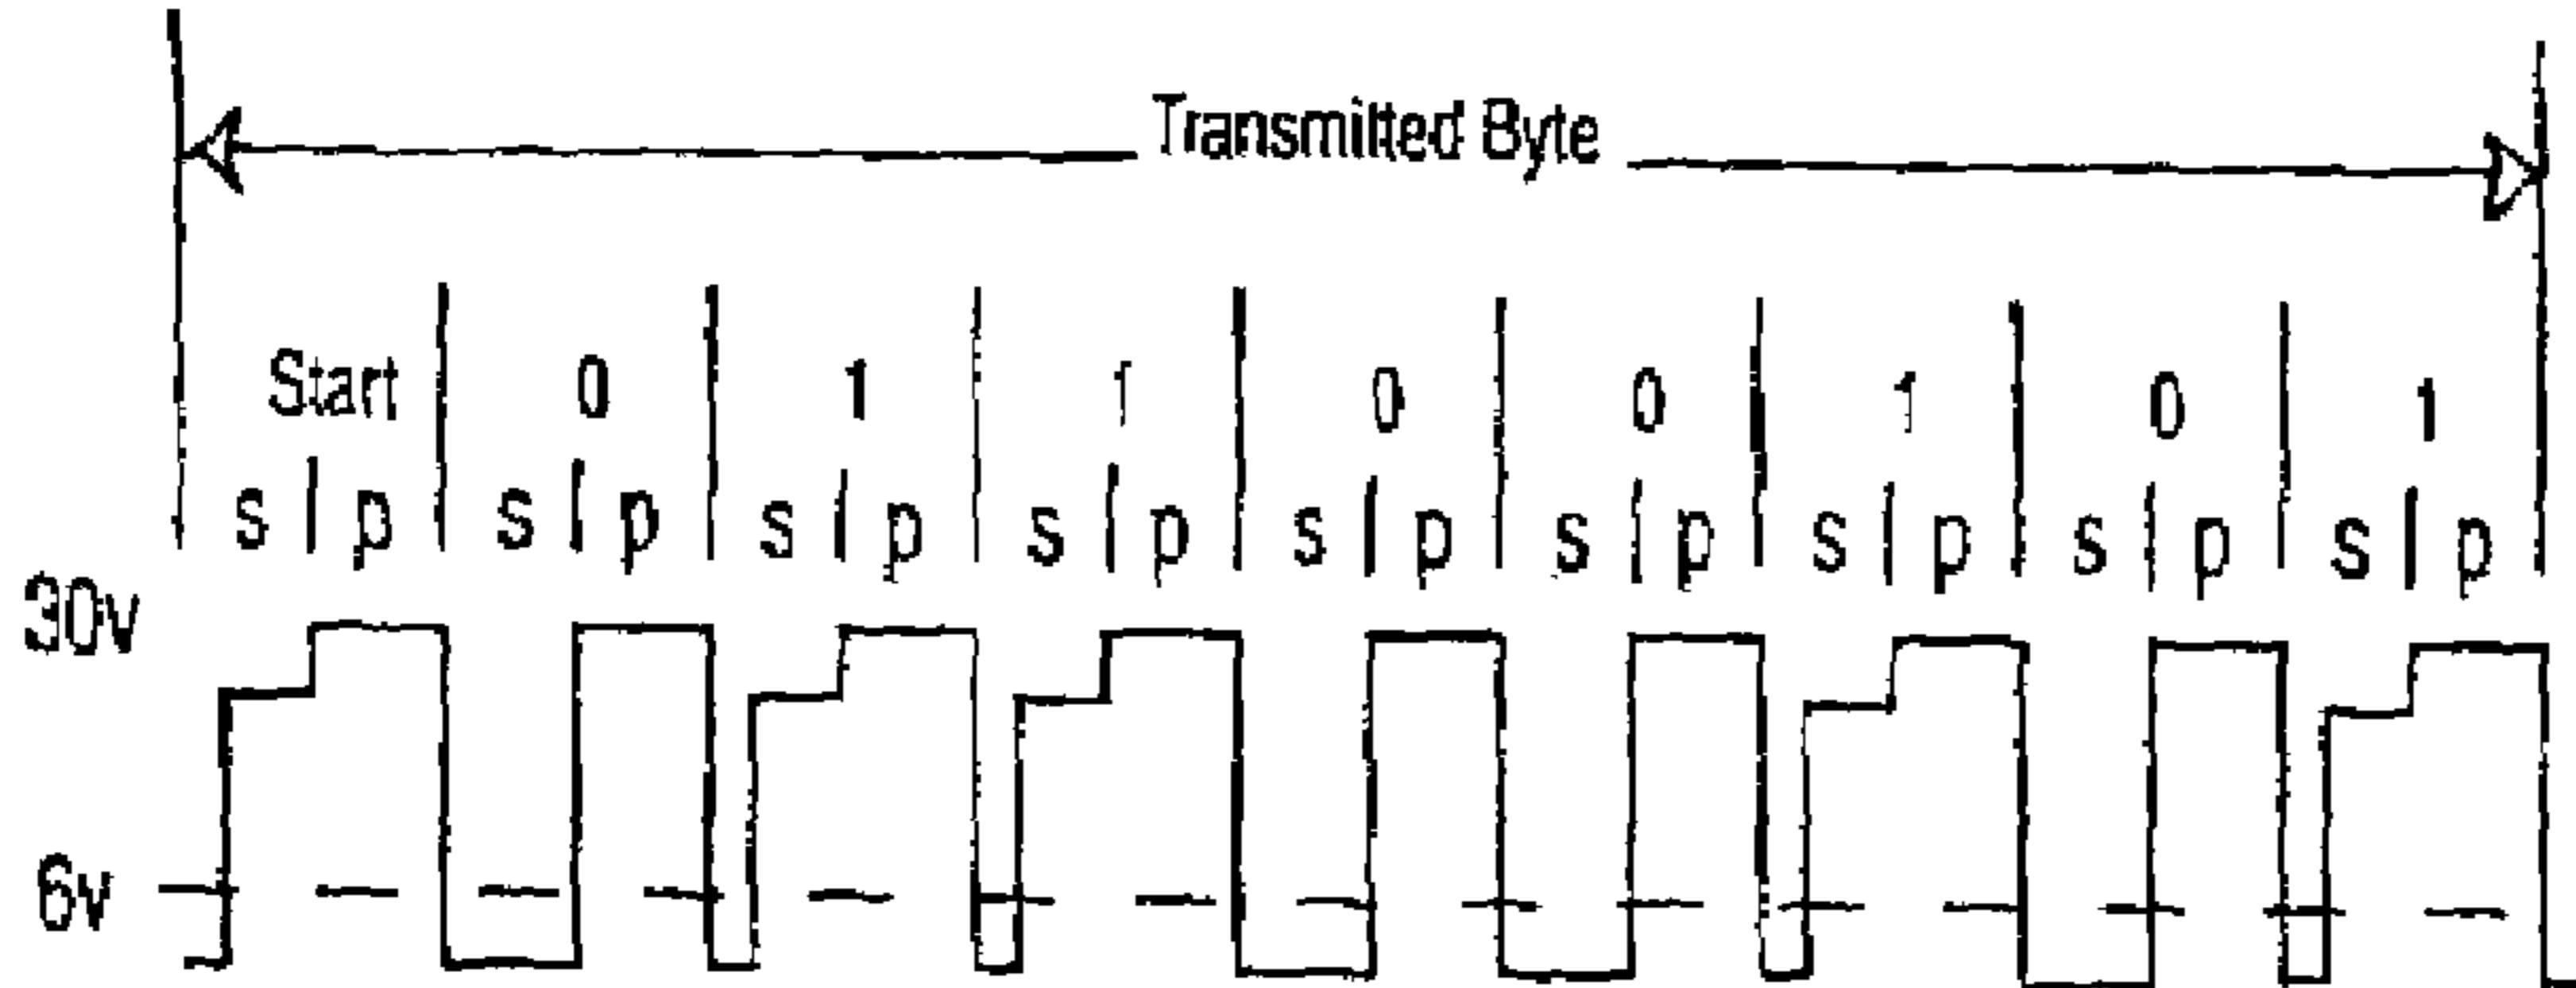 Transmitted Byte
Start 0 1 1 0 0 1 0 1
s p s p s p s p s p s p s p s p s p
30v
6v